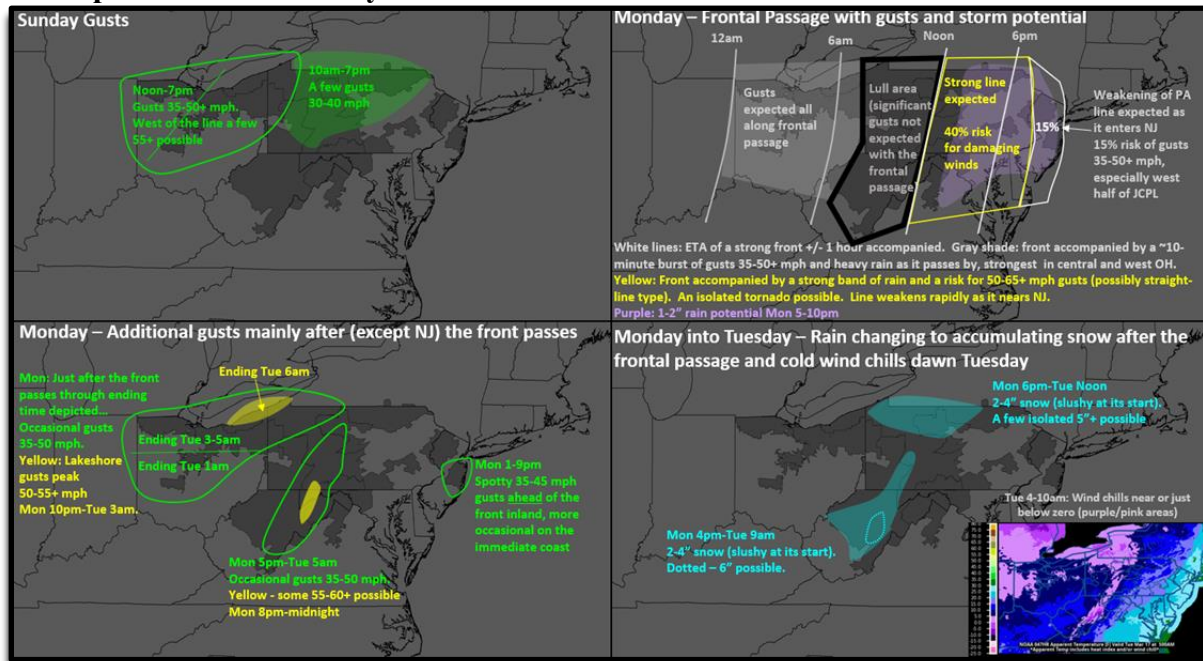 Sunday Gusts
Noon-7pm
Gusts 35-50+ mph.
West of the line a few
55+ possible
10am-7pm
A few gusts
30-40 mph
Monday – Frontal Passage with gusts and storm potential
12am
6am
Noon
6pm
Gusts
expected all
along frontal
passage
Lull area
(significant
gusts not
expected
with the
frontal
passage
Strong line
expected
40% risk
for damaging
winds
15%
Weakening of PA
line expected as
it enters NJ
15% risk of gusts
35-50+ mph,
especially west
half of JCPL
White lines: ETA of a strong front +/- 1 hour accompanied. Gray shade: front accompanied by a ~10-
minute burst of gusts 35-50+ mph and heavy rain as it passes by, strongest in central and west OH.
Yellow: Front accompanied by a strong band of rain and a risk for 50-65+ mph gusts (possibly straight-
line type). An isolated tornado possible. Line weakens rapidly as it nears NJ.
Purple: 1-2" rain potential Mon 5-10pm
Monday – Additional gusts mainly after (except NJ) the front passes
Ending Tue 6am
Mon: Just after the front
passes through ending
time depicted...
Occasional gusts
35-50 mph.
Yellow: Lakeshore
gusts peak
50-55+ mph
Mon 10pm-Tue 3am.
Ending Tue 3-5am
Ending Tue 1am
Mon 1-9pm
Spotty 35-45 mph
gusts ahead of the
front inland, more
occasional on the
immediate coast
Mon 5pm-Tue 5am
Occasional gusts 35-50 mph.
Yellow - some 55-60+ possible
Mon 8pm-midnight
Monday into Tuesday – Rain changing to accumulating snow after the
frontal passage and cold wind chills dawn Tuesday
Mon 6pm-Tue Noon
2-4" snow (slushy at its start).
A few isolated 5"+ possible
Mon 4pm-Tue 9am
2-4" snow (slushy at its start).
Dotted – 6" possible.
Tue 4-10am: Wind chills near or just
below zero (purple/pink areas)
*Apparent Temp includes heat index and/or wind chill*